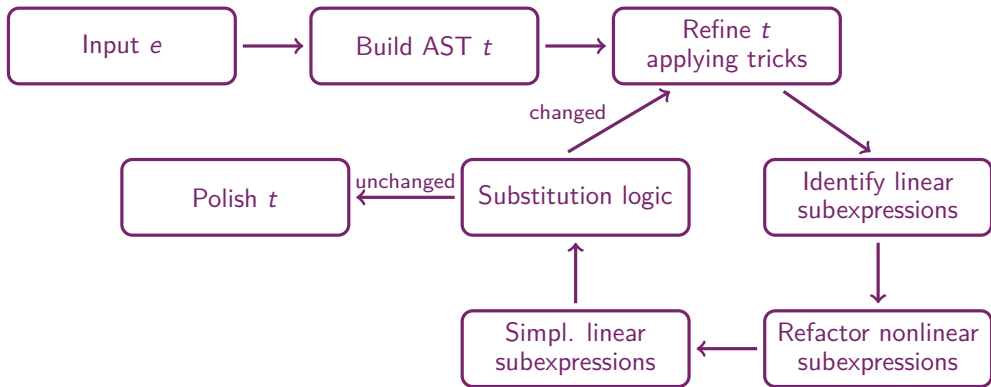 Input e
Build AST t
Refine t
applying tricks
changed
Polish t
unchanged
Substitution logic
Identify linear
subexpressions
Simpl. linear
subexpressions
Refactor nonlinear
subexpressions